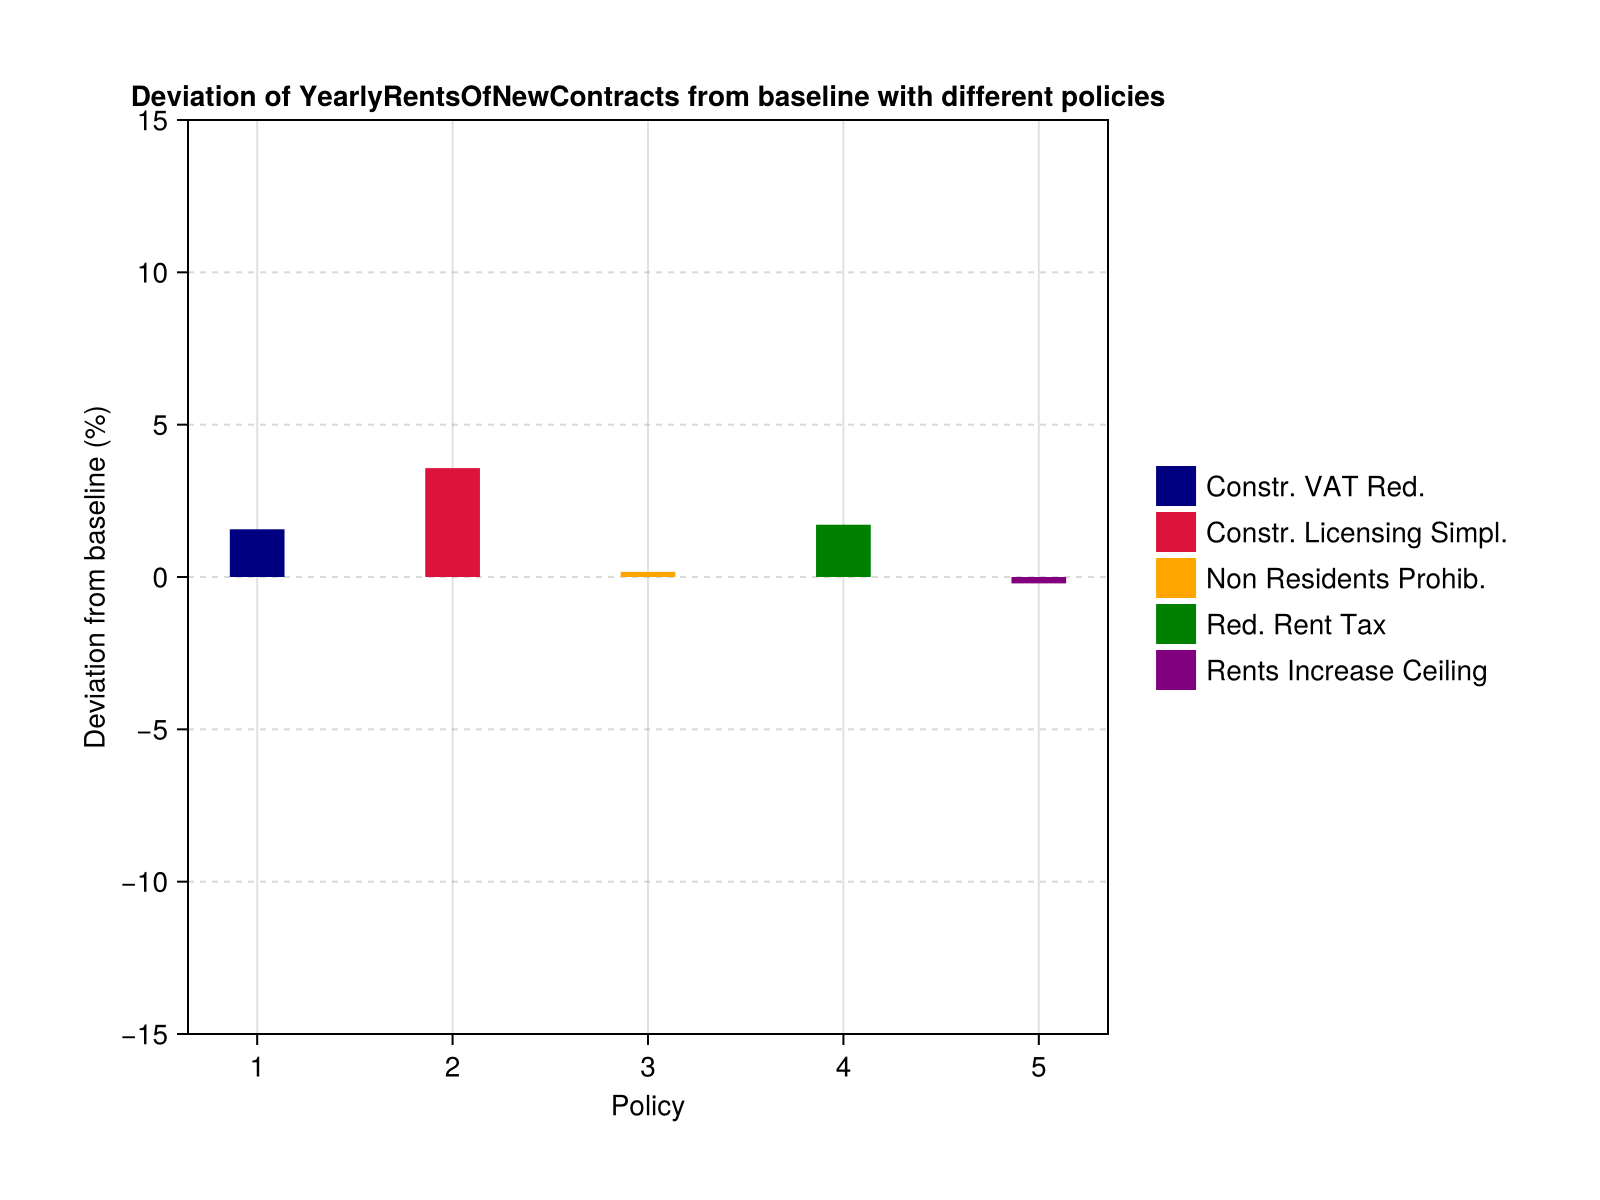 Deviation of YearlyRentsOfNewContracts from baseline with different policies
15
10
5
0
−5
−10
−15
Deviation from baseline (%)
1 2 3 4 5
Policy
Constr. VAT Red.
Constr. Licensing Simpl.
Non Residents Prohib.
Red. Rent Tax
Rents Increase Ceiling